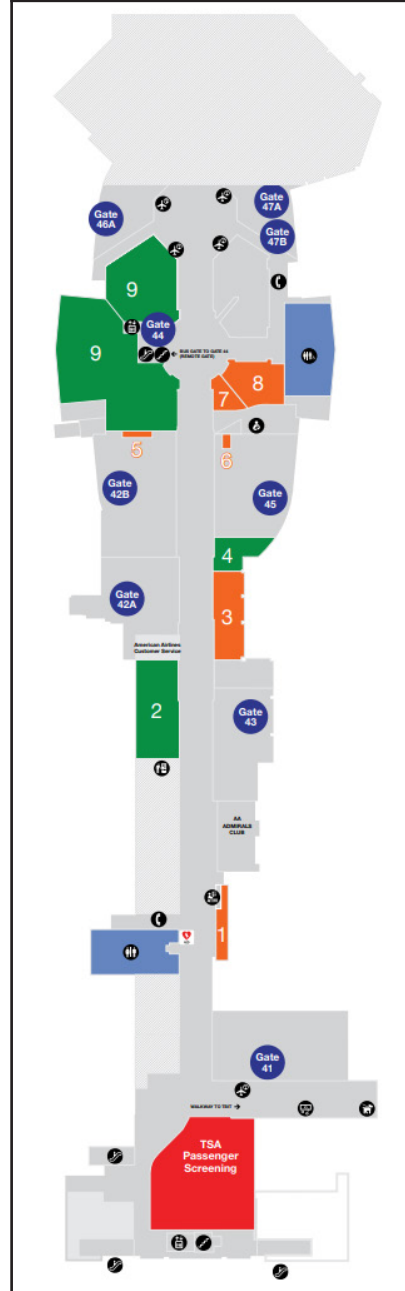 Gate
46A
Gate
47A
Gate
47B
9
Gate
44
9
BUS GATE TO GATE 44
(REMOTE GATE)
8
7
5
6
Gate
42B
Gate
45
4
Gate
42A
3
American Airlines
Customer Service
2
Gate
43
AA
ADMIRALS
CLUB
1
Gate
41
WALKWAY TO TBIT
TSA
Passenger
Screening